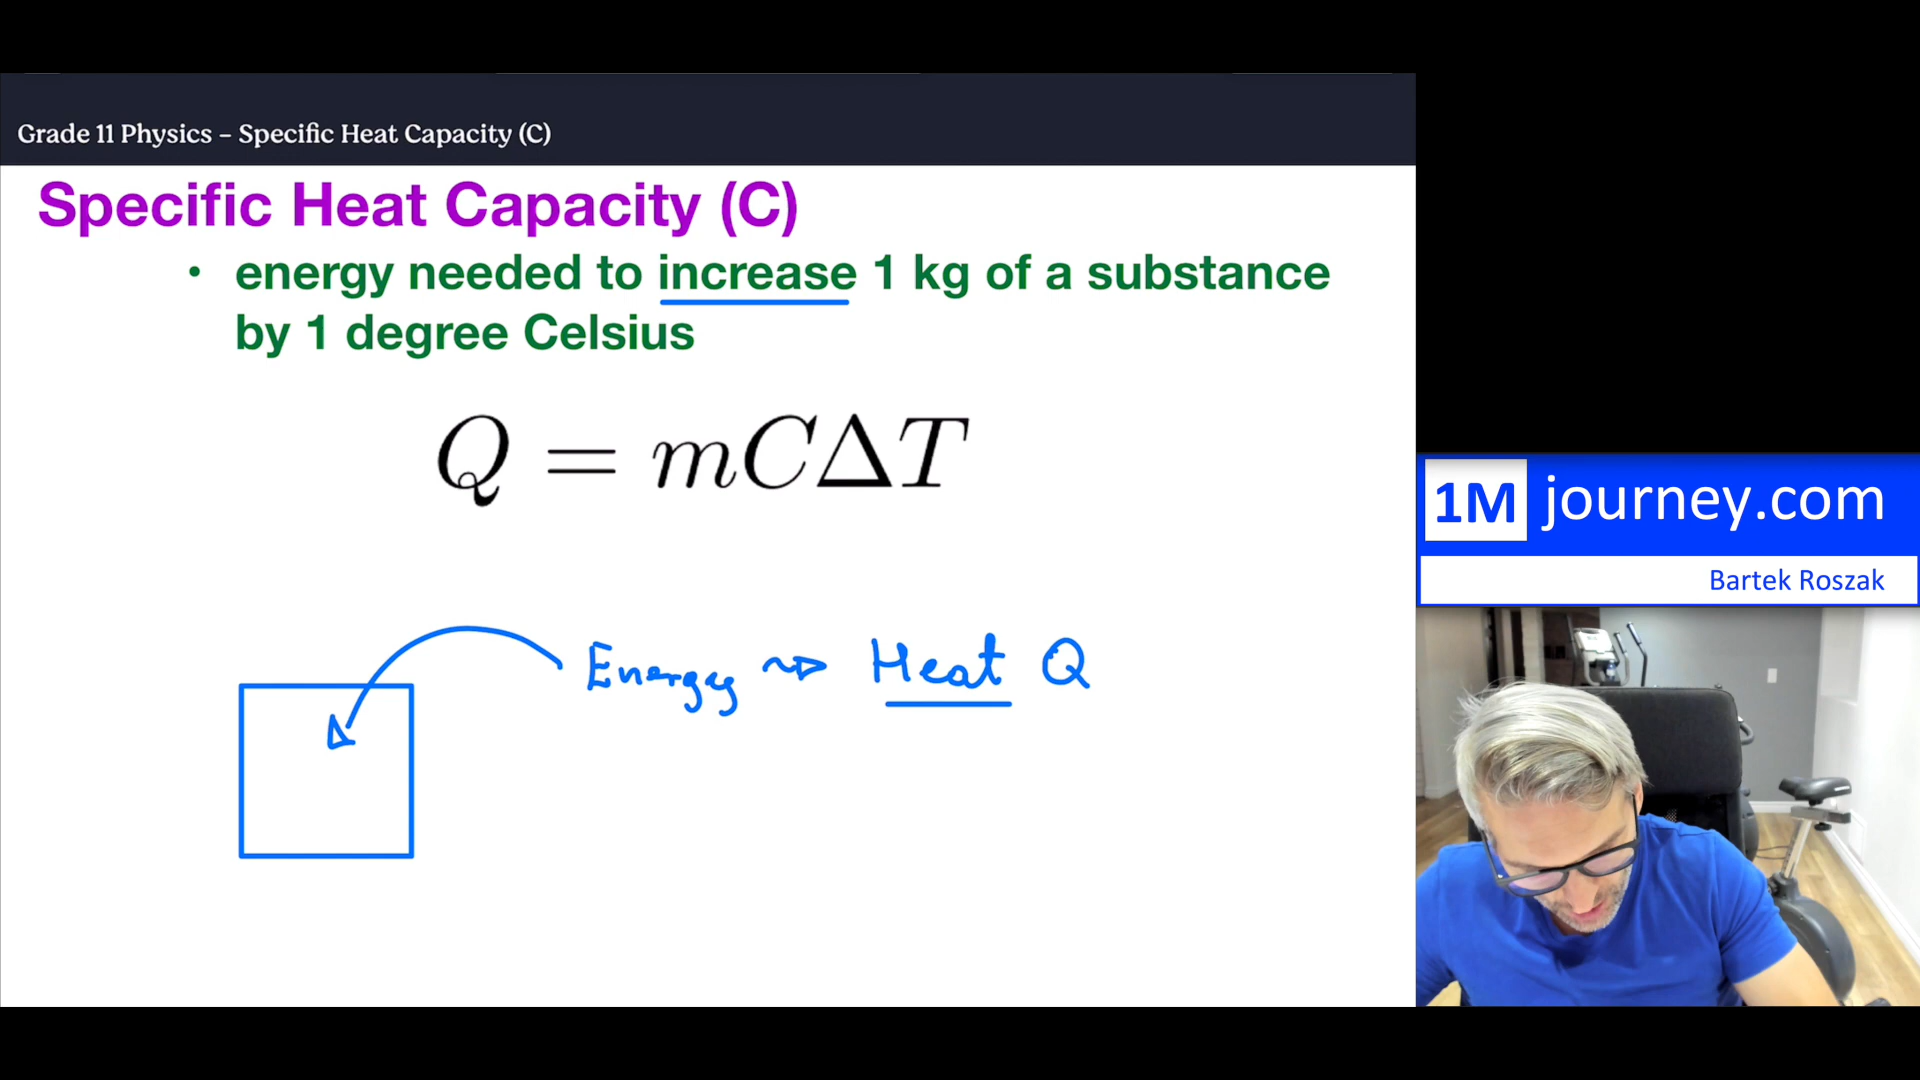 Grade 11 Physics – Specific Heat Capacity (C)
Specific Heat Capacity (C)
• energy needed to increase 1 kg of a substance
by 1 degree Celsius
Q = mCΔT
Energy ⇝ Heat Q
1M journey.com
Bartek Roszak